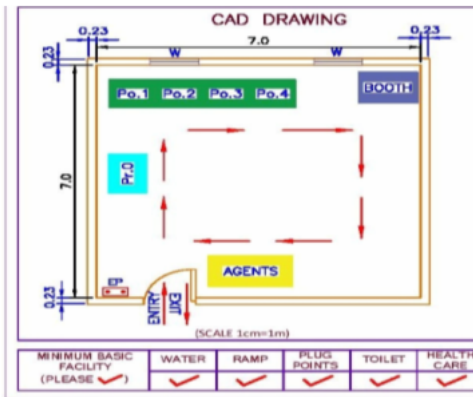 CAD DRAWING
0.23
7.0
0.23
0.23
W
W
Po.1 Po.2 Po.3 Po.4
BOOTH
7.0
Pr.0
AGENTS
EP
0.23
ENTRY
EXIT
(SCALE 1cm=1m)
MINIMUM BASIC FACILITY (PLEASE ✓)
WATER
RAMP
PLUG POINTS
TOILET
HEALTH CARE